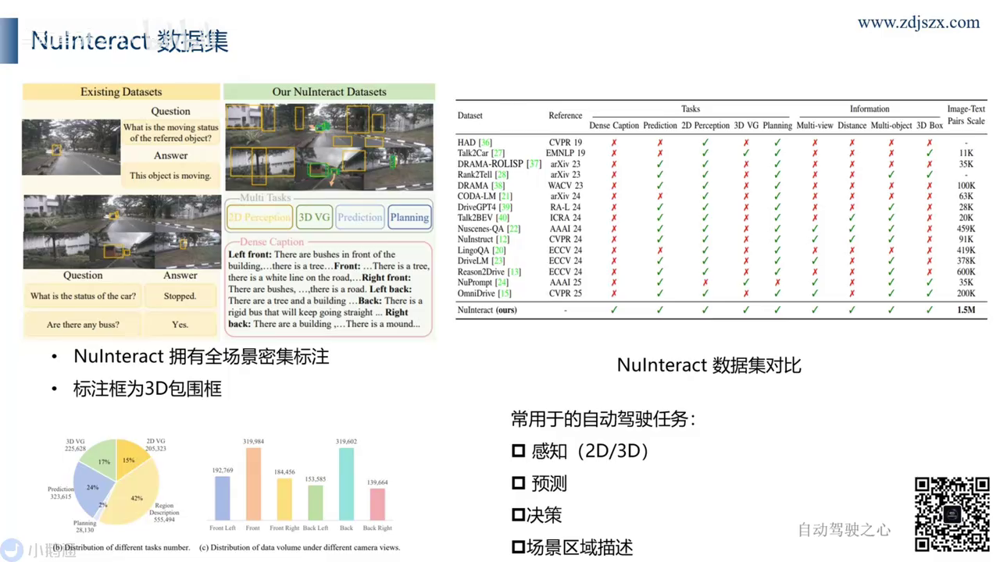 www.zdjszx.com
NuInteract 数据集
Existing Datasets
Question
What is the moving status
of the referred object?
Answer
This object is moving.
Question Answer
What is the status of the car? Stopped.
Are there any buss? Yes.
Our NuInteract Datasets
Multi Tasks
2D Perception 3D VG Prediction Planning
Dense Caption
Left front: There are bushes in front of the
building,…there is a tree…Front: …There is a tree,
there is a white line on the road,…Right front:
There are bushes, …,there is a road. Left back:
There are a tree and a building …Back: There is a
rigid bus that will keep going straight ... Right
back: There are a building ,…There is a mound...
Dataset Reference Tasks Information Image-Text
Pairs Scale
Dense Caption Prediction 2D Perception 3D VG Planning Multi-view Distance Multi-object 3D Box
HAD [36] CVPR 19 ✗ ✗ ✓ ✗ ✓ ✗ ✗ ✗ ✗ -
Talk2Car [27] EMNLP 19 ✗ ✗ ✓ ✓ ✓ ✗ ✗ ✗ ✓ 11K
DRAMA-ROLISP [37] arXiv 23 ✗ ✓ ✓ ✗ ✓ ✗ ✗ ✗ ✗ 35K
Rank2Tell [28] arXiv 23 ✗ ✓ ✓ ✗ ✓ ✗ ✗ ✓ ✓ -
DRAMA [38] WACV 23 ✗ ✓ ✓ ✗ ✓ ✗ ✗ ✗ ✗ 100K
CODA-LM [21] arXiv 24 ✗ ✗ ✓ ✗ ✓ ✗ ✗ ✗ ✗ 63K
DriveGPT4 [39] RA-L 24 ✗ ✓ ✓ ✗ ✓ ✗ ✗ ✓ ✗ 28K
Talk2BEV [40] ICRA 24 ✗ ✓ ✓ ✗ ✓ ✗ ✓ ✓ ✗ 20K
Nuscenes-QA [22] AAAI 24 ✗ ✓ ✓ ✗ ✓ ✓ ✓ ✓ ✗ 459K
NuInstruct [12] CVPR 24 ✗ ✓ ✓ ✗ ✓ ✓ ✓ ✓ ✗ 91K
LingoQA [20] ECCV 24 ✗ ✗ ✓ ✗ ✓ ✗ ✗ ✗ ✗ 419K
DriveLM [23] ECCV 24 ✗ ✓ ✓ ✗ ✓ ✓ ✗ ✓ ✗ 378K
Reason2Drive [13] ECCV 24 ✗ ✓ ✓ ✗ ✓ ✗ ✗ ✓ ✗ 600K
NuPrompt [24] AAAI 25 ✗ ✓ ✗ ✓ ✗ ✓ ✗ ✓ ✓ 35K
OmniDrive [15] CVPR 25 ✗ ✓ ✓ ✗ ✓ ✓ ✗ ✓ ✓ 200K
NuInteract (ours) - ✓ ✓ ✓ ✓ ✓ ✓ ✓ ✓ ✓ 1.5M
• NuInteract 拥有全场景密集标注
• 标注框为3D包围框
NuInteract 数据集对比
常用于的自动驾驶任务：
感知（2D/3D）
预测
决策
场景区域描述
3D VG
225,628
17%
2D VG
205,323
15%
Prediction
323,615
24%
42%
Region
Description
555,494
2%
Planning
28,130
(b) Distribution of different tasks number.
192,769 319,984 184,456 153,585 319,602 139,664
Front Left Front Front Right Back Left Back Back Right
(c) Distribution of data volume under different camera views.
自动驾驶之心
小鹅通